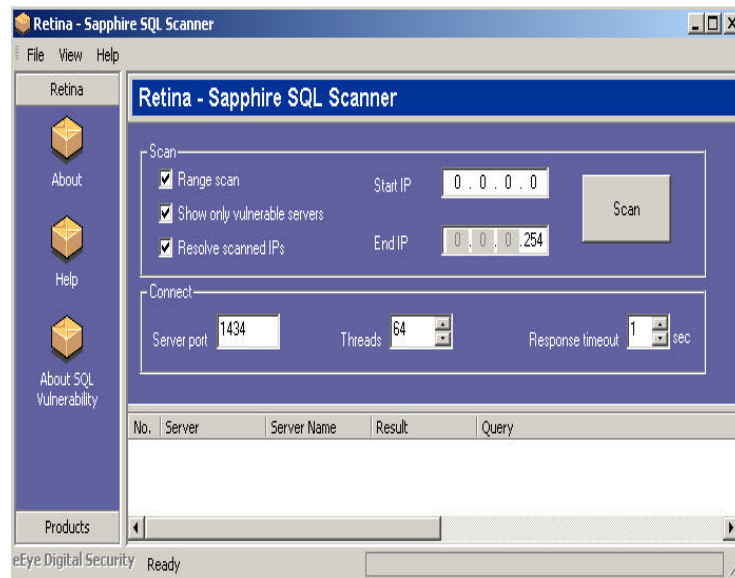 Retina - Sapphire SQL Scanner
File View Help
Retina
About
Help
About SQL
Vulnerability
Products
Retina - Sapphire SQL Scanner
Scan
Range scan
Show only vulnerable servers
Resolve scanned IPs
Start IP 0 . 0 . 0 . 0
End IP 0 . 0 . 0 .254
Scan
Connect
Server port 1434
Threads 64
Response timeout 1 sec
No. Server Server Name Result Query
eEye Digital Security Ready